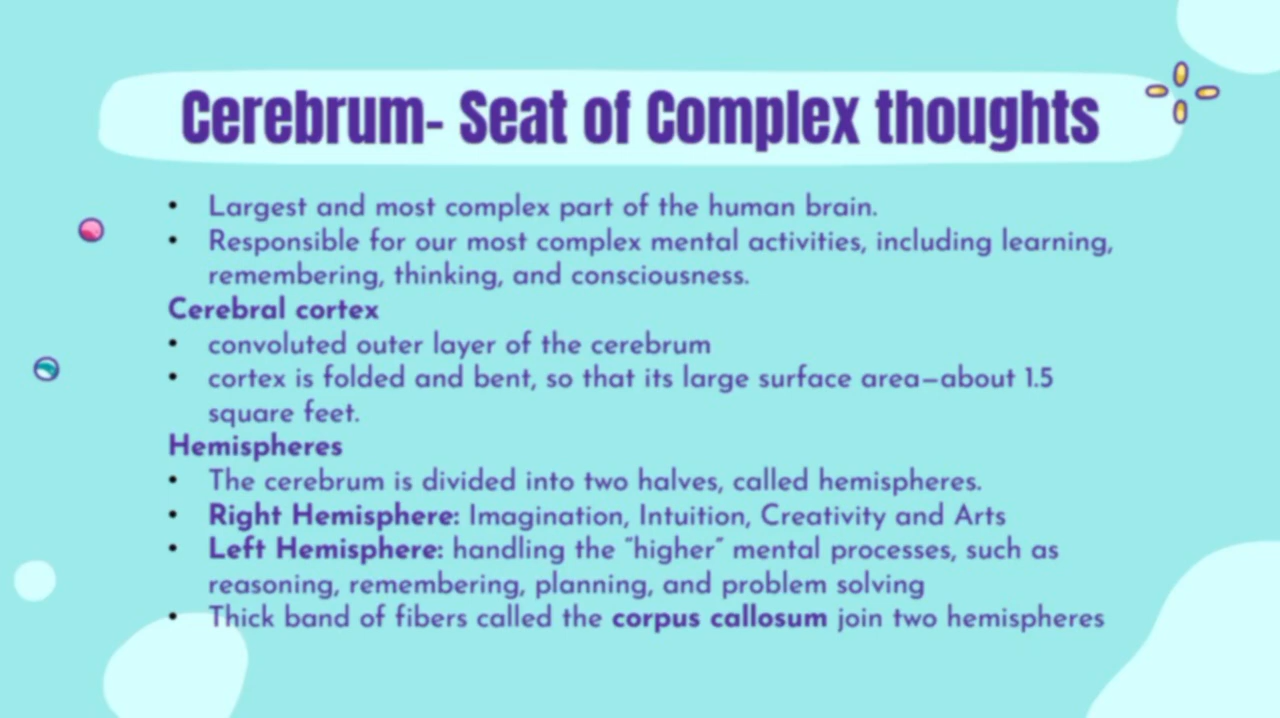 Cerebrum- Seat of Complex thoughts
• Largest and most complex part of the human brain.
• Responsible for our most complex mental activities, including learning,
remembering, thinking, and consciousness.
Cerebral cortex
• convoluted outer layer of the cerebrum
• cortex is folded and bent, so that its large surface area—about 1.5
square feet.
Hemispheres
• The cerebrum is divided into two halves, called hemispheres.
• Right Hemisphere: Imagination, Intuition, Creativity and Arts
• Left Hemisphere: handling the “higher” mental processes, such as
reasoning, remembering, planning, and problem solving
• Thick band of fibers called the corpus callosum join two hemispheres